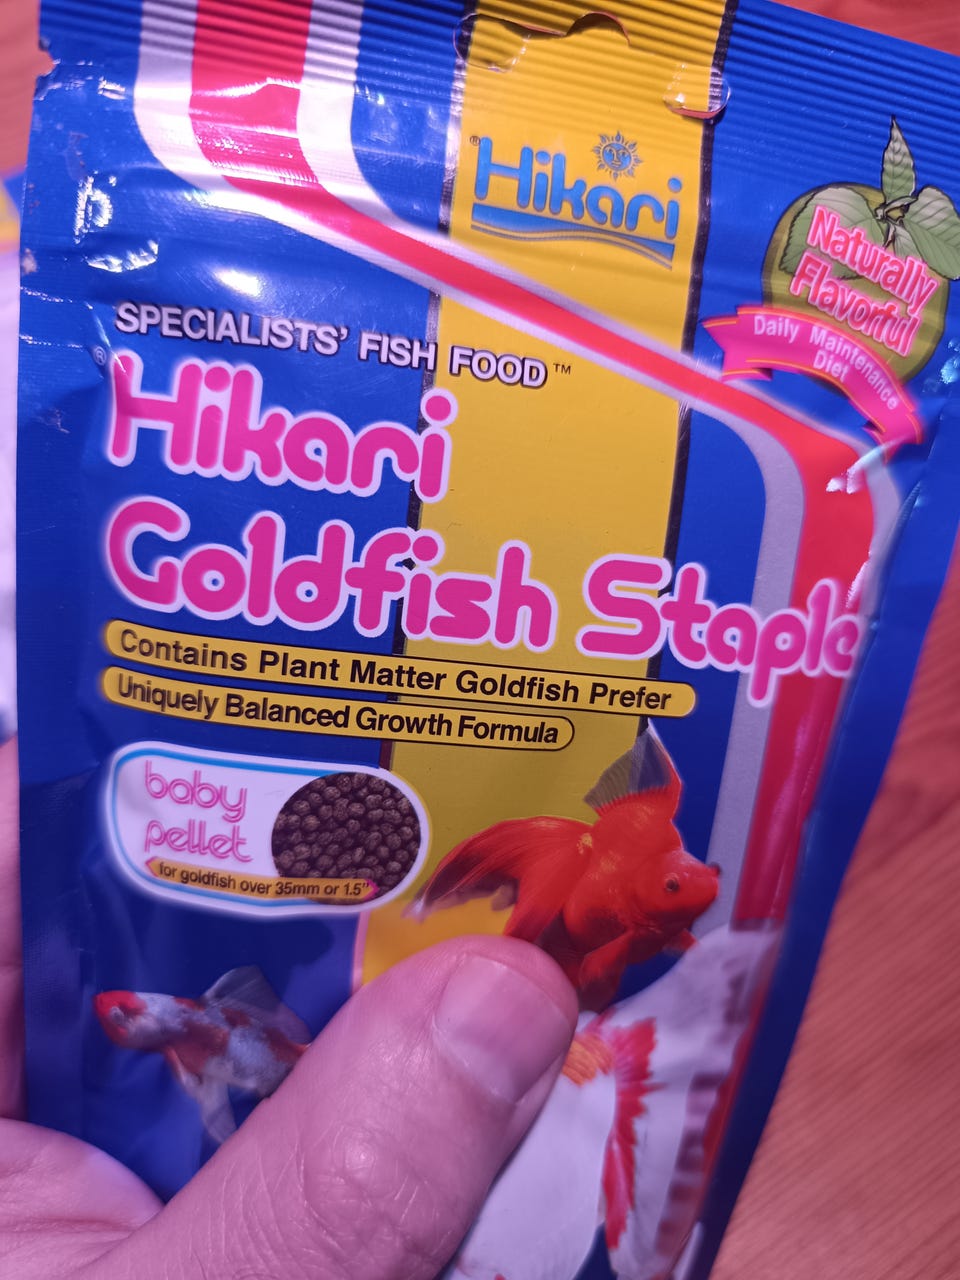 ®Hikari
Naturally
Flavorful
Daily Maintenance
Diet
SPECIALISTS' FISH FOOD™
®Hikari
Goldfish Staple
Contains Plant Matter Goldfish Prefer
Uniquely Balanced Growth Formula
baby
pellet
for goldfish over 35mm or 1.5"